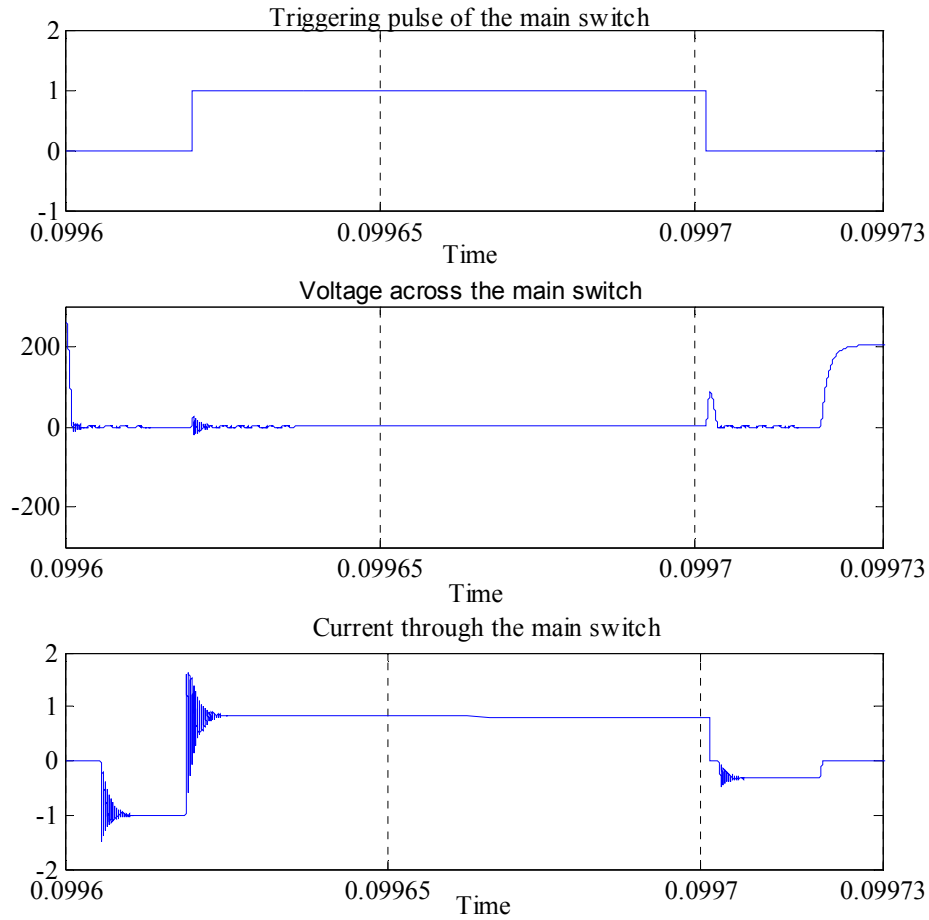 Triggering pulse of the main switch
2
1
0
-1
0.0996 0.09965 0.0997 0.09973
Time
Voltage across the main switch
200
0
-200
0.0996 0.09965 0.0997 0.09973
Time
Current through the main switch
2
1
0
-1
-2
0.0996 0.09965 0.0997 0.09973
Time